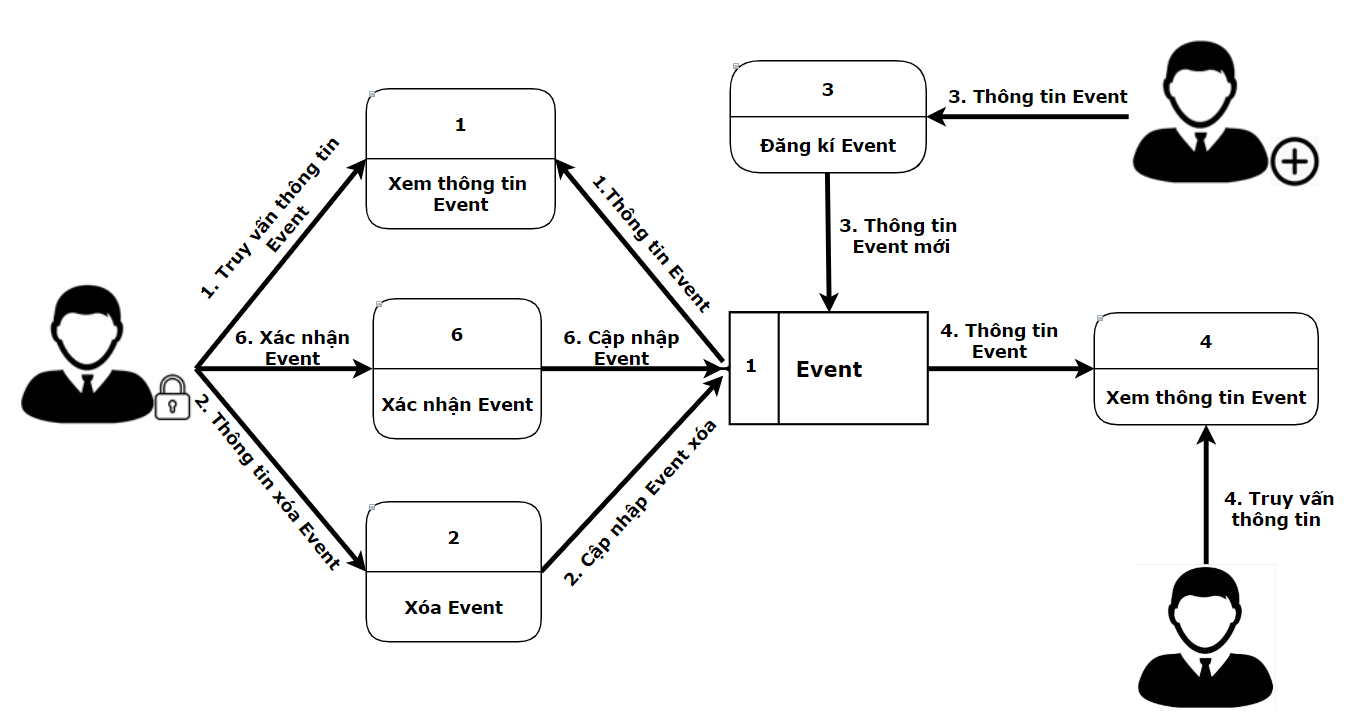 1
Xem thông tin
Event
1. Truy vấn thông tin
Event
1.Thông tin Event
6. Xác nhận
Event
6
Xác nhận Event
6. Cập nhập
Event
2. Thông tin xóa Event
2
Xóa Event
2. Cập nhập Event xóa
3
Đăng kí Event
3. Thông tin Event
3. Thông tin
Event mới
1
Event
4. Thông tin
Event
4
Xem thông tin Event
4. Truy vấn
thông tin